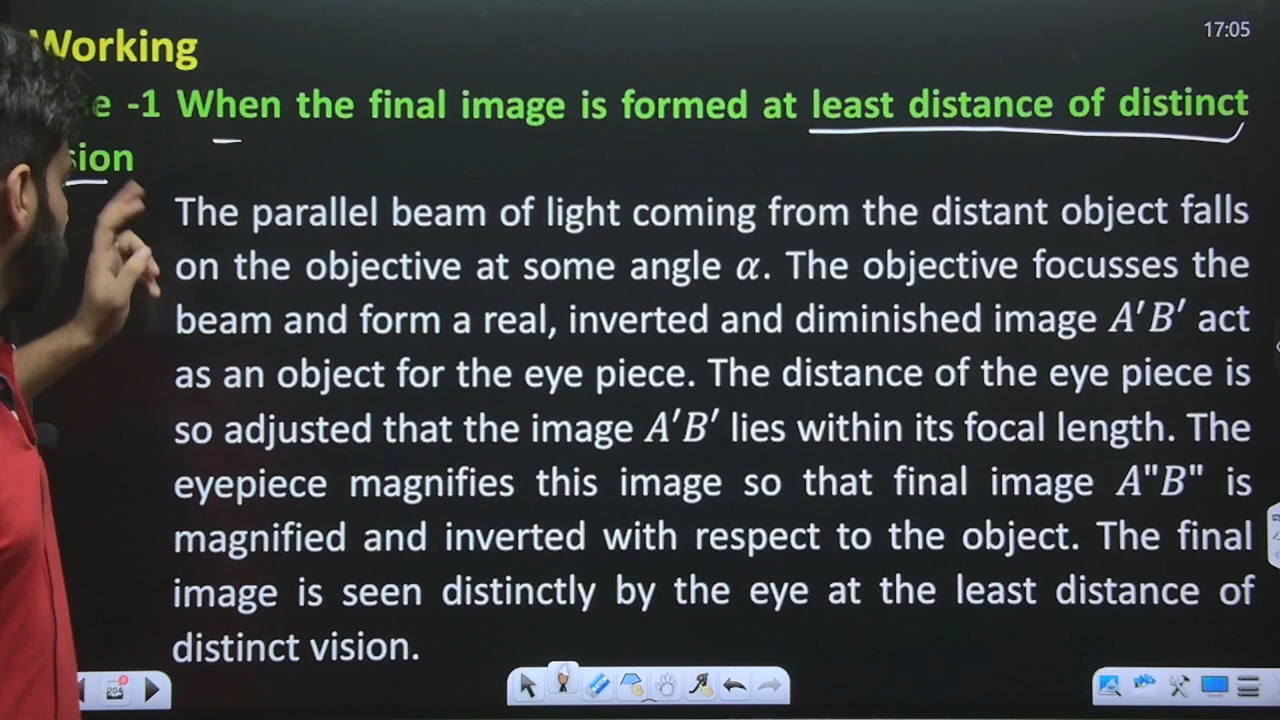 Working
17:05
-1 When the final image is formed at least distance of distinct
The parallel beam of light coming from the distant object falls
on the objective at some angle α. The objective focusses the
beam and form a real, inverted and diminished image A′B′ act
as an object for the eye piece. The distance of the eye piece is
so adjusted that the image A′B′ lies within its focal length. The
eyepiece magnifies this image so that final image A"B" is
magnified and inverted with respect to the object. The final
image is seen distinctly by the eye at the least distance of
distinct vision.
204